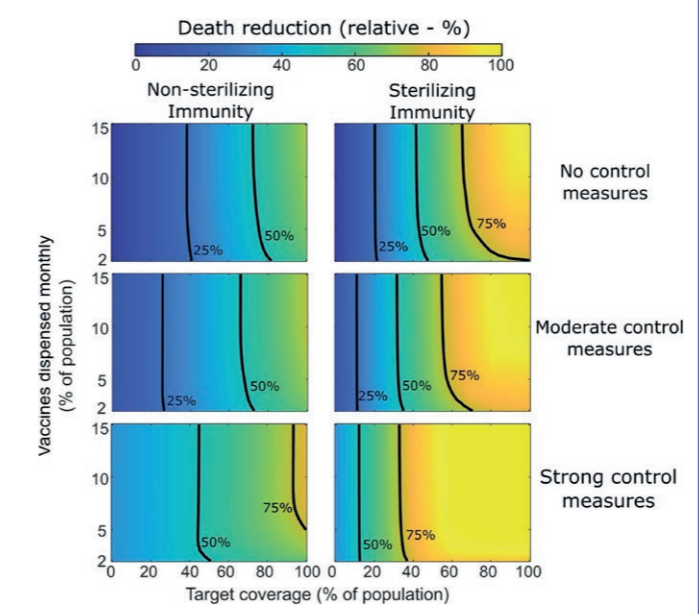 Death reduction (relative - %)
0 20 40 60 80 100
Non-sterilizing
Immunity
Sterilizing
Immunity
Vaccines dispensed monthly
(% of population)
15
10
5
2
25%
50%
25%
50%
75%
No control
measures
15
10
5
2
25%
50%
25%
50%
75%
Moderate control
measures
15
10
5
2
50%
75%
50%
75%
Strong control
measures
0 20 40 60 80 100
0 20 40 60 80 100
Target coverage (% of population)